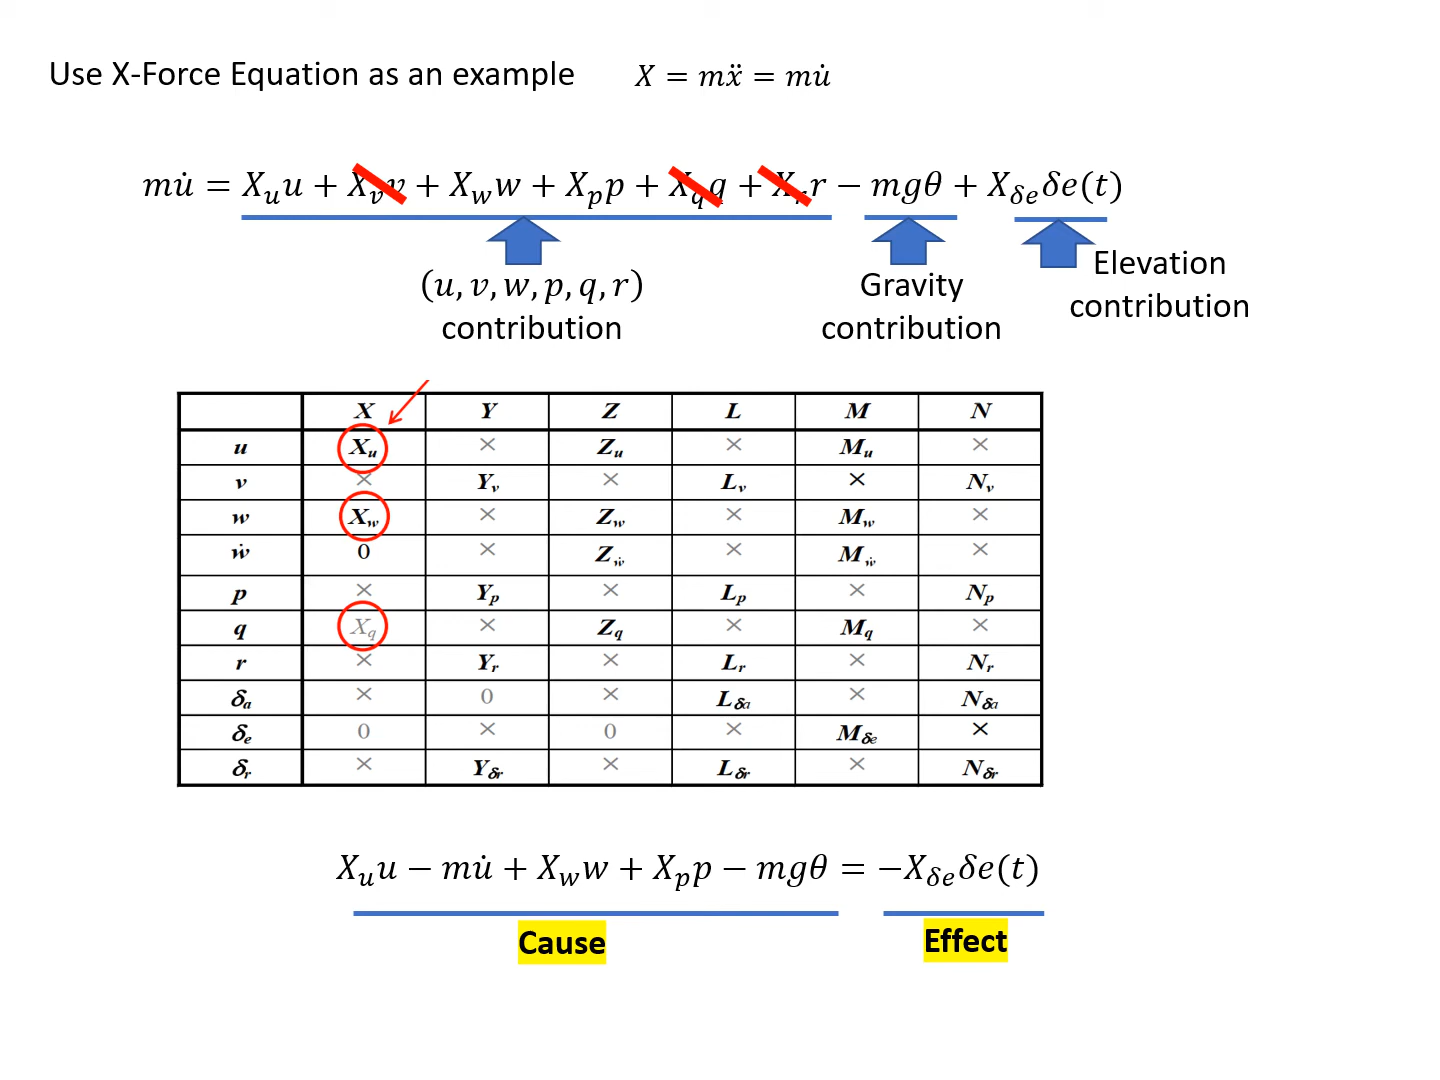 Use X-Force Equation as an example X = mẍ = mu̇
mu̇ = X_u u + X_v v + X_w w + X_p p + X_q q + X_r r − mgθ + X_δe δe(t)
(u, v, w, p, q, r)
contribution
Gravity
contribution
Elevation
contribution
X Y Z L M N
u X_u × Z_u × M_u ×
v × Y_v × L_v × N_v
w X_w × Z_w × M_w ×
ẇ 0 × Z_ẇ × M_ẇ ×
p × Y_p × L_p × N_p
q X_q × Z_q × M_q ×
r × Y_r × L_r × N_r
δ_a × 0 × L_δa × N_δa
δ_e 0 × 0 × M_δe ×
δ_r × Y_δr × L_δr × N_δr
X_u u − mu̇ + X_w w + X_p p − mgθ = −X_δe δe(t)
Cause Effect